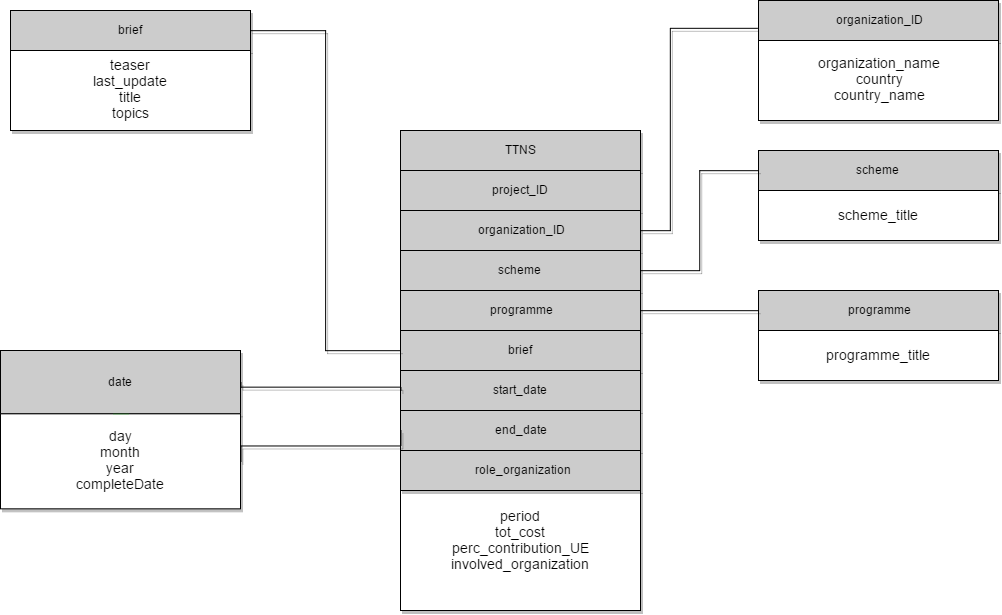 brief
teaser
last_update
title
topics
organization_ID
organization_name
country
country_name
TTNS
project_ID
organization_ID
scheme
programme
brief
start_date
end_date
role_organization
period
tot_cost
perc_contribution_UE
involved_organization
scheme
scheme_title
programme
programme_title
date
day
month
year
completeDate